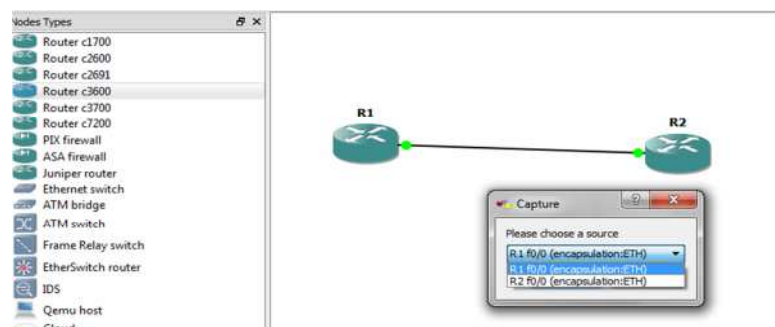 Nodes Types
Router c1700
Router c2600
Router c2691
Router c3600
Router c3700
Router c7200
PIX firewall
ASA firewall
Juniper router
Ethernet switch
ATM bridge
ATM switch
Frame Relay switch
EtherSwitch router
IDS
Qemu host
Cloud
R1
R2
Capture
Please choose a source
R1 f0/0 (encapsulation:ETH)
R1 f0/0 (encapsulation:ETH)
R2 f0/0 (encapsulation:ETH)